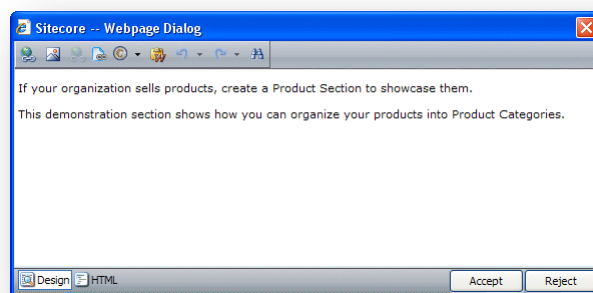 Sitecore -- Webpage Dialog
If your organization sells products, create a Product Section to showcase them.
This demonstration section shows how you can organize your products into Product Categories.
Design HTML Accept Reject